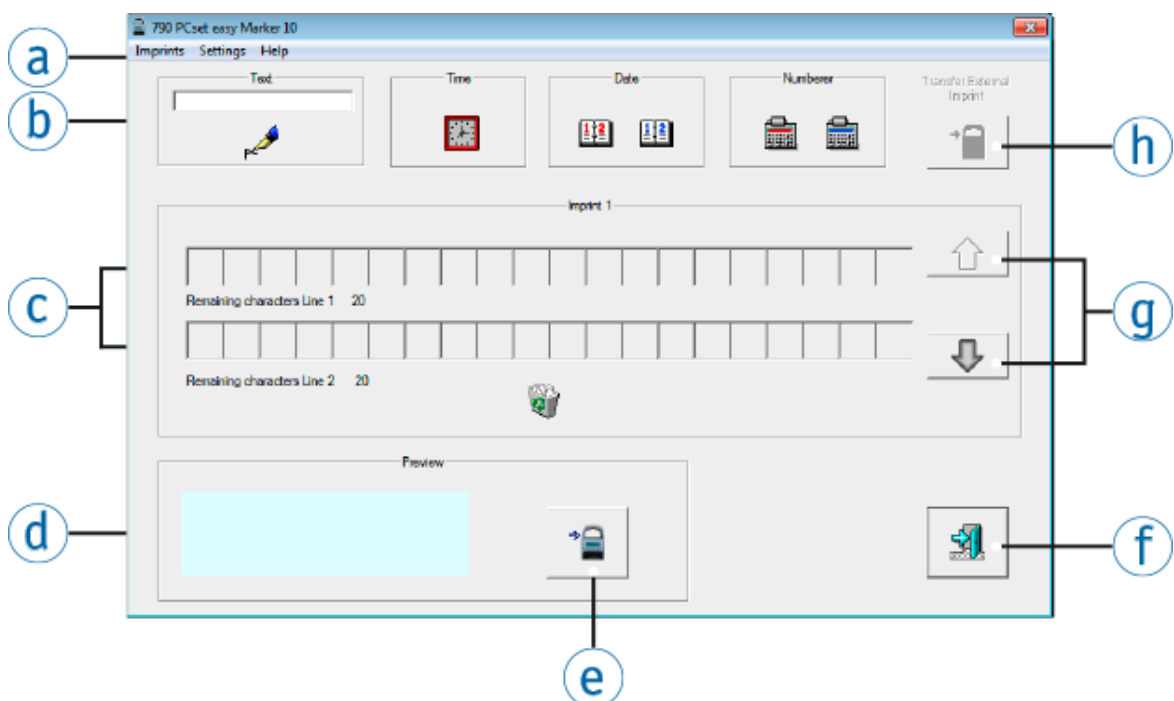 790 PCset easy Marker 10
Imprints Settings Help
a
Text
Time
Date
Numberer
Transfer External
Imprint
b
h
Imprint 1
Remaining characters Line 1 20
c
g
Remaining characters Line 2 20
Preview
d
f
e